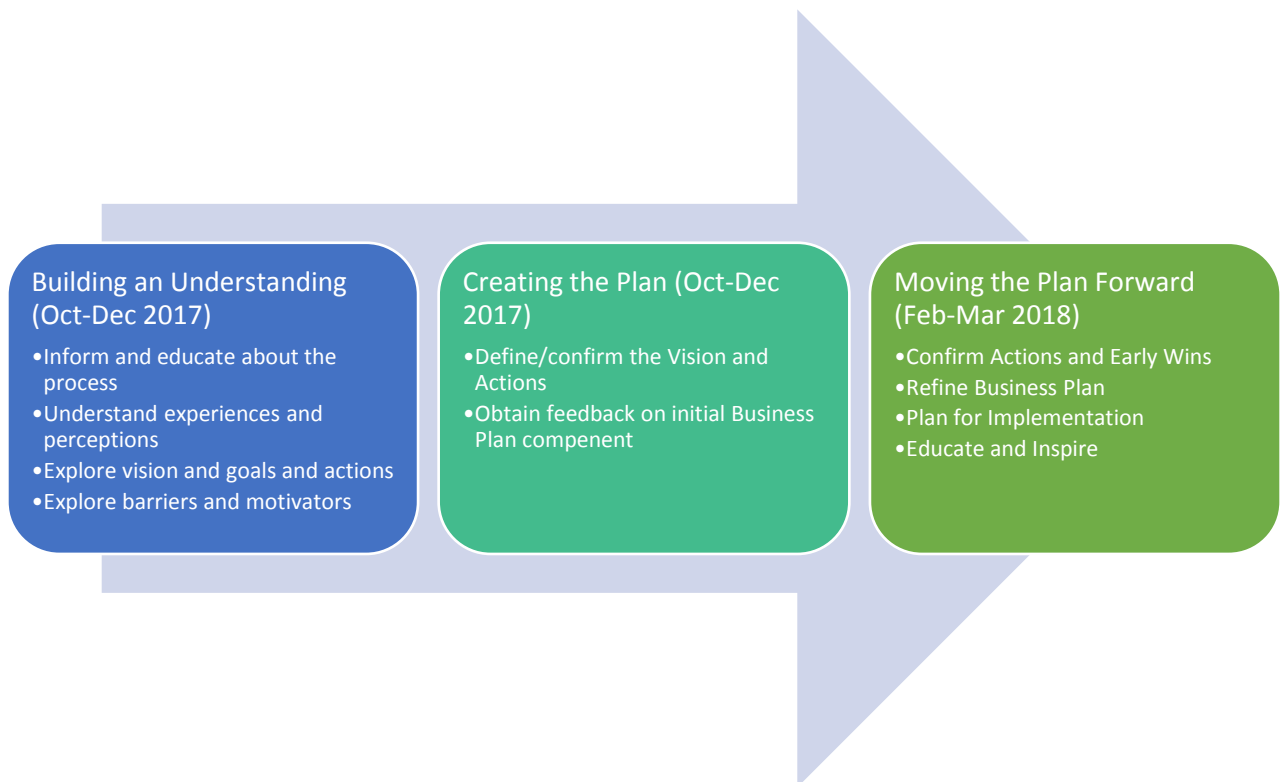 Building an Understanding
(Oct-Dec 2017)
•Inform and educate about the
process
•Understand experiences and
perceptions
•Explore vision and goals and actions
•Explore barriers and motivators
Creating the Plan (Oct-Dec
2017)
•Define/confirm the Vision and
Actions
•Obtain feedback on initial Business
Plan compenent
Moving the Plan Forward
(Feb-Mar 2018)
•Confirm Actions and Early Wins
•Refine Business Plan
•Plan for Implementation
•Educate and Inspire